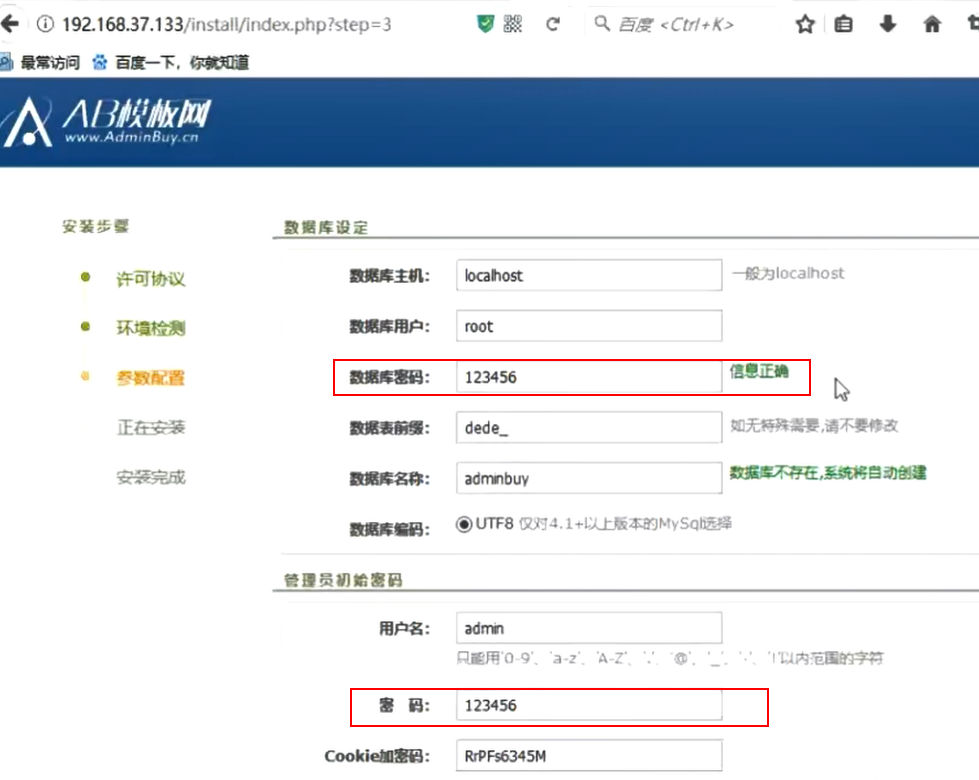 192.168.37.133/install/index.php?step=3
百度 <Ctrl+K>
最常访问 百度一下，你就知道
AB模板网
www.AdminBuy.cn
安装步骤
许可协议
环境检测
参数配置
正在安装
安装完成
数据库设定
数据库主机: localhost 一般为localhost
数据库用户: root
数据库密码: 123456 信息正确
数据表前缀: dede_ 如无特殊需要,请不要修改
数据库名称: adminbuy 数据库不存在,系统将自动创建
数据库编码: UTF8 仅对4.1+以上版本的MySql选择
管理员初始密码
用户名: admin
只能用'0-9'、'a-z'、'A-Z'、'.'、'@'、'_'、'-'、'!'以内范围的字符
密 码: 123456
Cookie加密码: RrPFs6345M